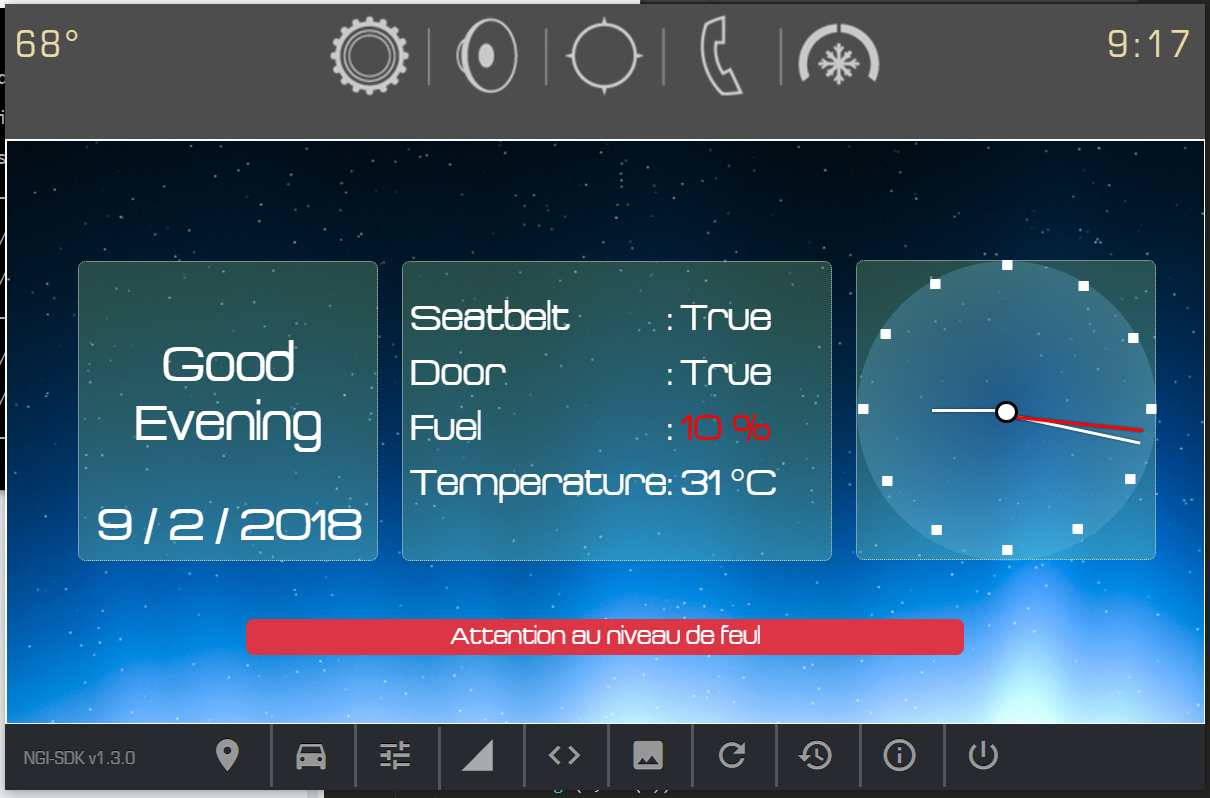 68°
9:17
Good
Evening
9 / 2 / 2018
Seatbelt : True
Door : True
Fuel : 10 %
Temperature: 31 °C
Attention au niveau de feul
NGI-SDK v1.3.0